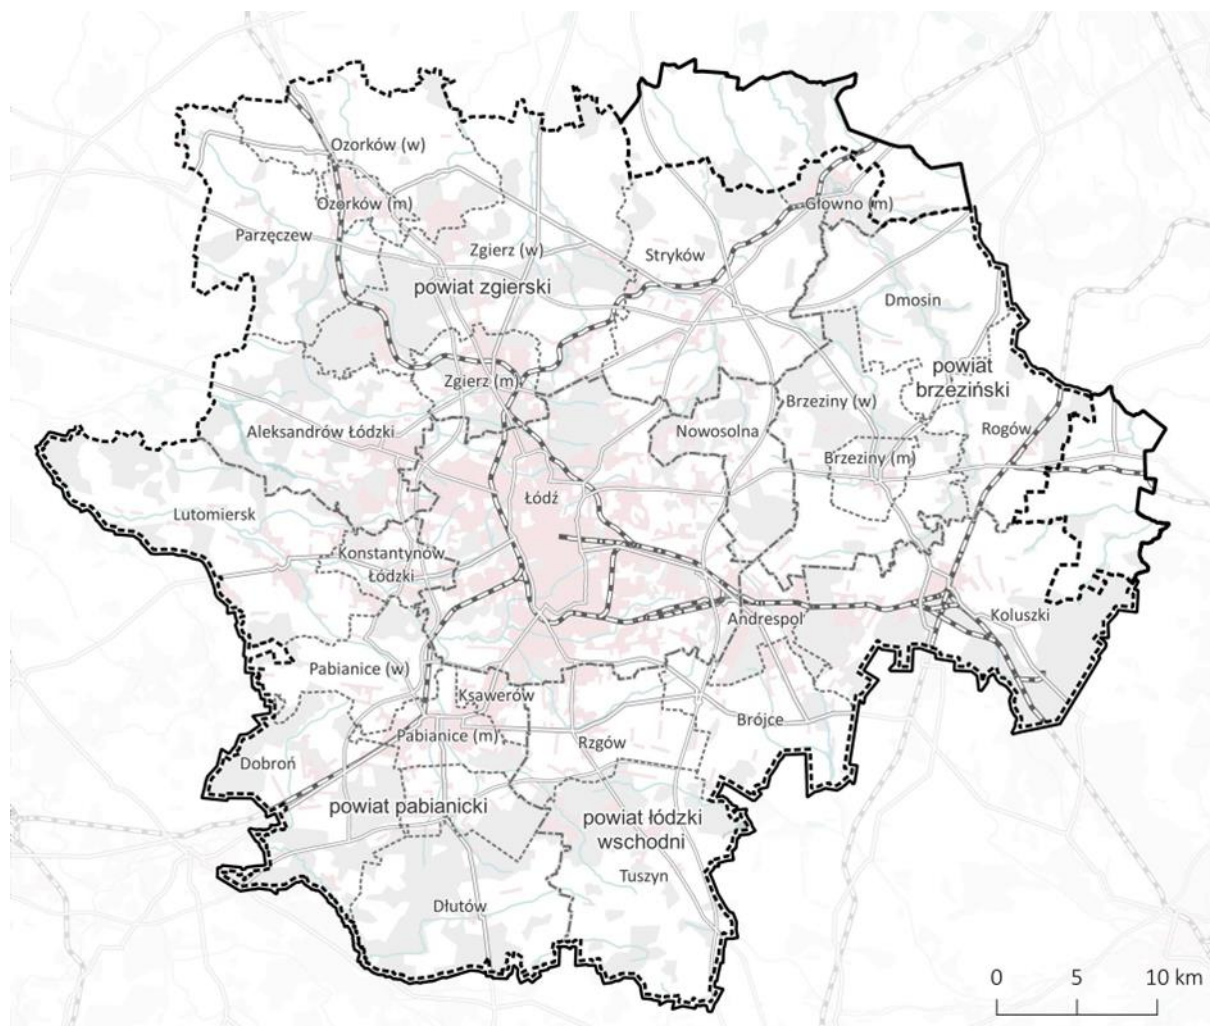 Ozorków (w)
Ozorków (m)
Głowno (m)
Parzęczew
Zgierz (w)
Stryków
powiat zgierski
Dmosin
powiat
brzeziński
Zgierz (m)
Brzeziny (w)
Aleksandrów Łódzki
Nowosolna
Rogów
Brzeziny (m)
Łódź
Lutomiersk
Konstantynów
Łódzki
Andrespol
Koluszki
Pabianice (w)
Ksawerów
Brójce
Pabianice (m)
Rzgów
Dobroń
powiat pabianicki
powiat łódzki
wschodni
Tuszyn
Dłutów
0 5 10 km